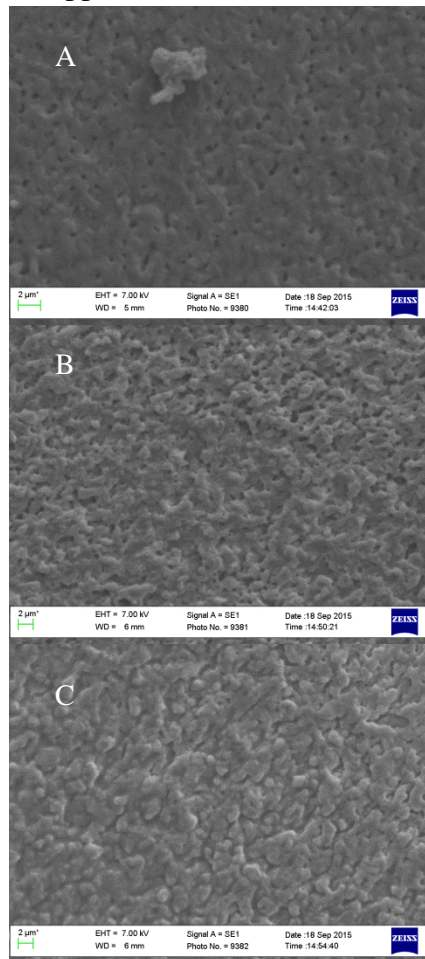 A
2 µm*
EHT = 7.00 kV Signal A = SE1 Date :18 Sep 2015
WD = 5 mm Photo No. = 9380 Time :14:42:03
ZEISS
B
2 µm*
EHT = 7.00 kV Signal A = SE1 Date :18 Sep 2015
WD = 6 mm Photo No. = 9381 Time :14:50:21
ZEISS
C
2 µm*
EHT = 7.00 kV Signal A = SE1 Date :18 Sep 2015
WD = 6 mm Photo No. = 9382 Time :14:54:40
ZEISS